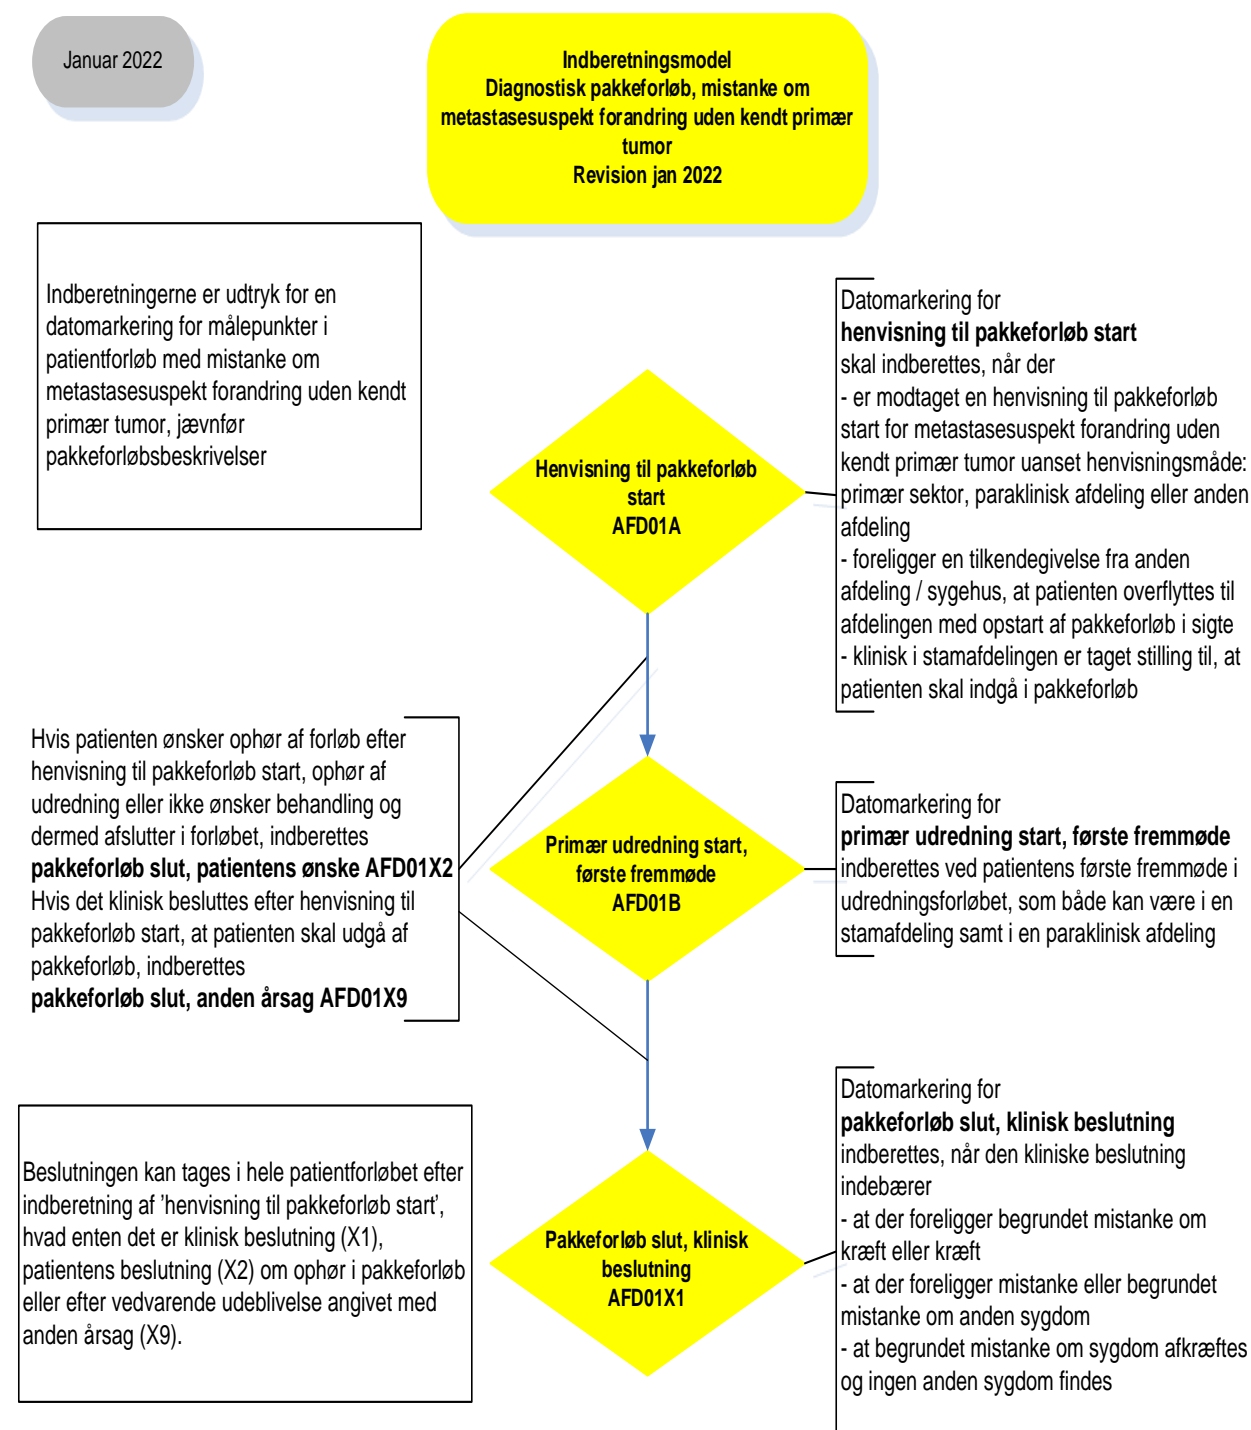 Januar 2022
Indberetningsmodel
Diagnostisk pakkeforløb, mistanke om
metastasesuspekt forandring uden kendt primær
tumor
Revision jan 2022
Indberetningerne er udtryk for en
datomarkering for målepunkter i
patientforløb med mistanke om
metastasesuspekt forandring uden kendt
primær tumor, jævnfør
pakkeforløbsbeskrivelser
Henvisning til pakkeforløb
start
AFD01A
Datomarkering for
henvisning til pakkeforløb start
skal indberettes, når der
- er modtaget en henvisning til pakkeforløb
start for metastasesuspekt forandring uden
kendt primær tumor uanset henvisningsmåde:
primær sektor, paraklinisk afdeling eller anden
afdeling
- foreligger en tilkendegivelse fra anden
afdeling / sygehus, at patienten overflyttes til
afdelingen med opstart af pakkeforløb i sigte
- klinisk i stamafdelingen er taget stilling til, at
patienten skal indgå i pakkeforløb
Hvis patienten ønsker ophør af forløb efter
henvisning til pakkeforløb start, ophør af
udredning eller ikke ønsker behandling og
dermed afslutter i forløbet, indberettes
pakkeforløb slut, patientens ønske AFD01X2
Hvis det klinisk besluttes efter henvisning til
pakkeforløb start, at patienten skal udgå af
pakkeforløb, indberettes
pakkeforløb slut, anden årsag AFD01X9
Primær udredning start,
første fremmøde
AFD01B
Datomarkering for
primær udredning start, første fremmøde
indberettes ved patientens første fremmøde i
udredningsforløbet, som både kan være i en
stamafdeling samt i en paraklinisk afdeling
Beslutningen kan tages i hele patientforløbet efter
indberetning af ’henvisning til pakkeforløb start’,
hvad enten det er klinisk beslutning (X1),
patientens beslutning (X2) om ophør i pakkeforløb
eller efter vedvarende udeblivelse angivet med
anden årsag (X9).
Pakkeforløb slut, klinisk
beslutning
AFD01X1
Datomarkering for
pakkeforløb slut, klinisk beslutning
indberettes, når den kliniske beslutning
indebærer
- at der foreligger begrundet mistanke om
kræft eller kræft
- at der foreligger mistanke eller begrundet
mistanke om anden sygdom
- at begrundet mistanke om sygdom afkræftes
og ingen anden sygdom findes